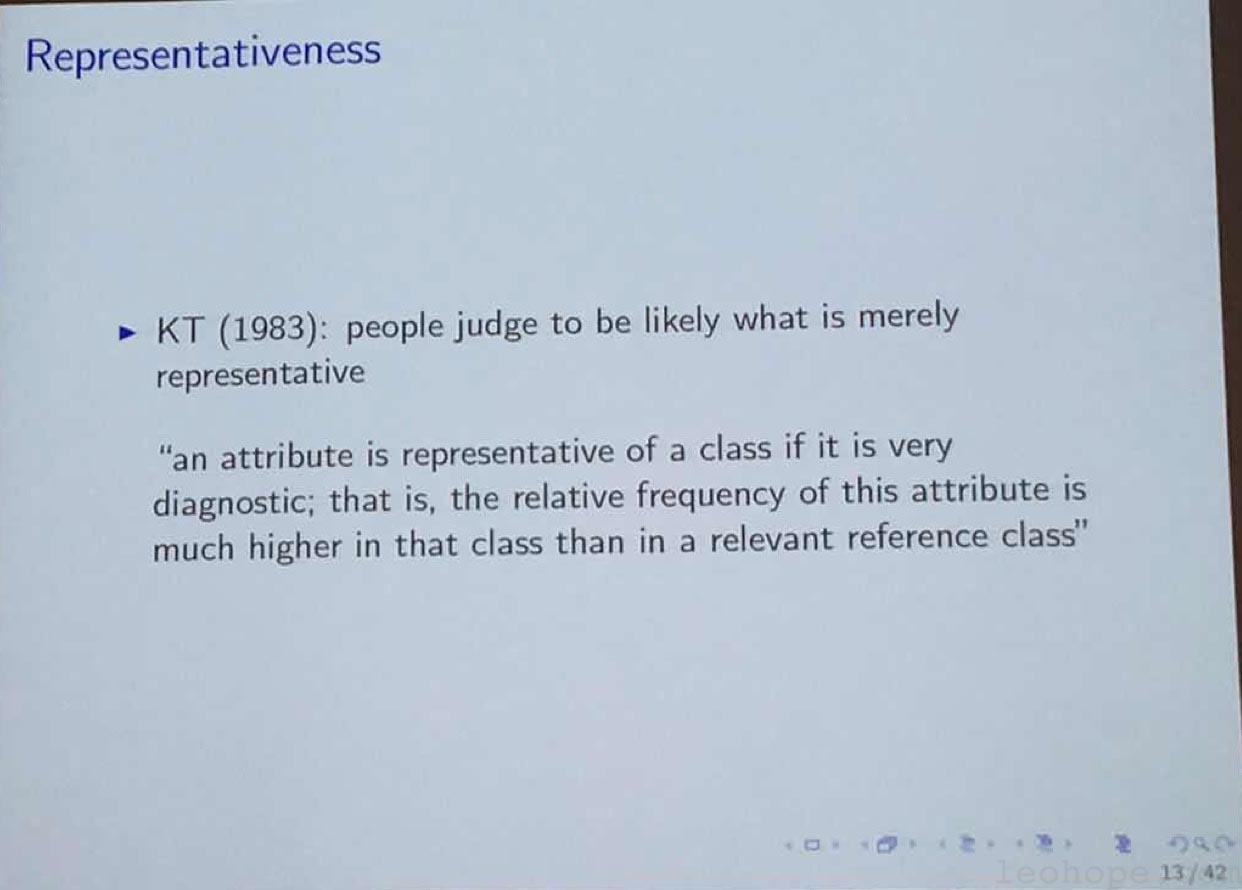 Representativeness
► KT (1983): people judge to be likely what is merely
representative
“an attribute is representative of a class if it is very
diagnostic; that is, the relative frequency of this attribute is
much higher in that class than in a relevant reference class”
leohope
13/42